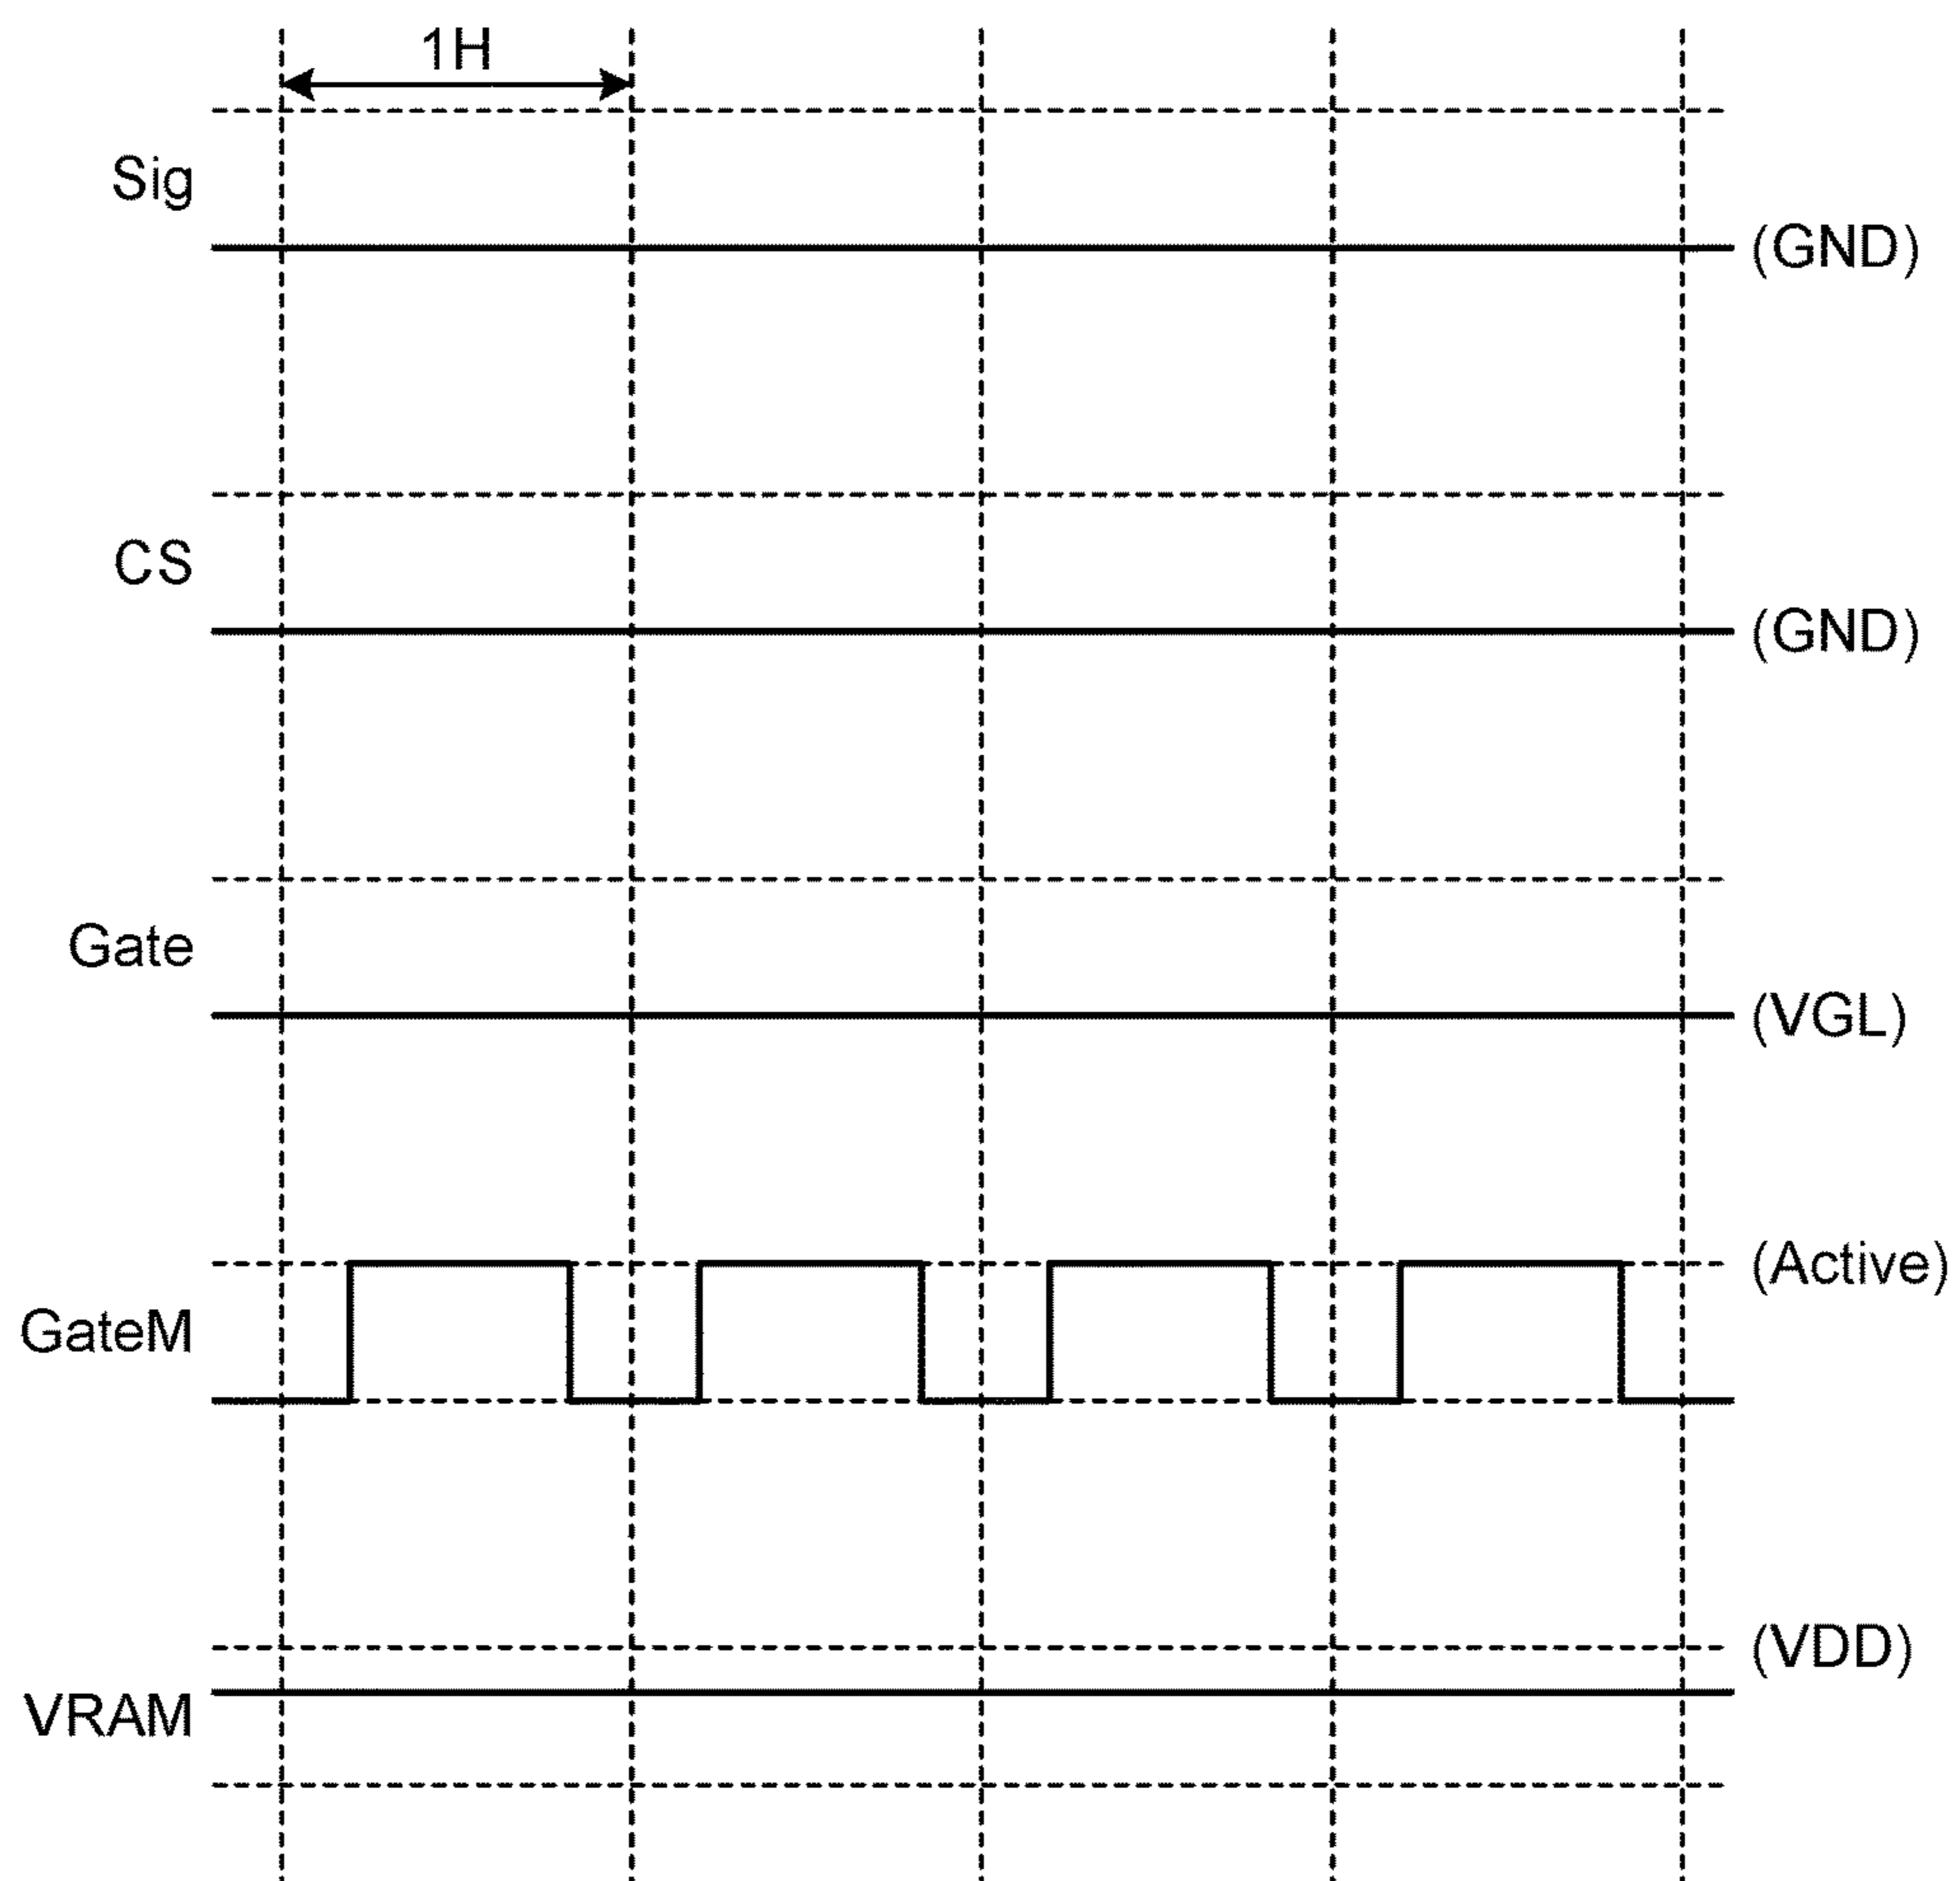 1H
Sig
(GND)
CS
(GND)
Gate
(VGL)
(Active)
GateM
(VDD)
VRAM